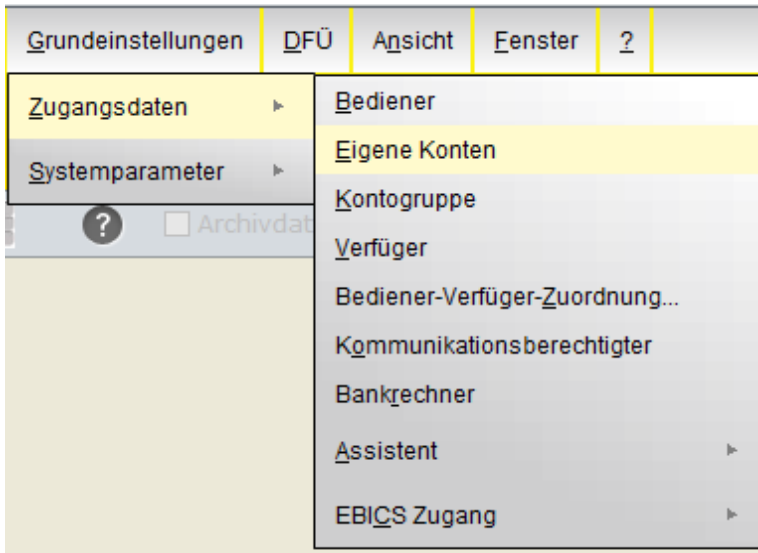 Grundeinstellungen DFÜ Ansicht Fenster ?
Zugangsdaten
Systemparameter
? Archivdat
Bediener
Eigene Konten
Kontogruppe
Verfüger
Bediener-Verfüger-Zuordnung...
Kommunikationsberechtigter
Bankrechner
Assistent
EBICS Zugang